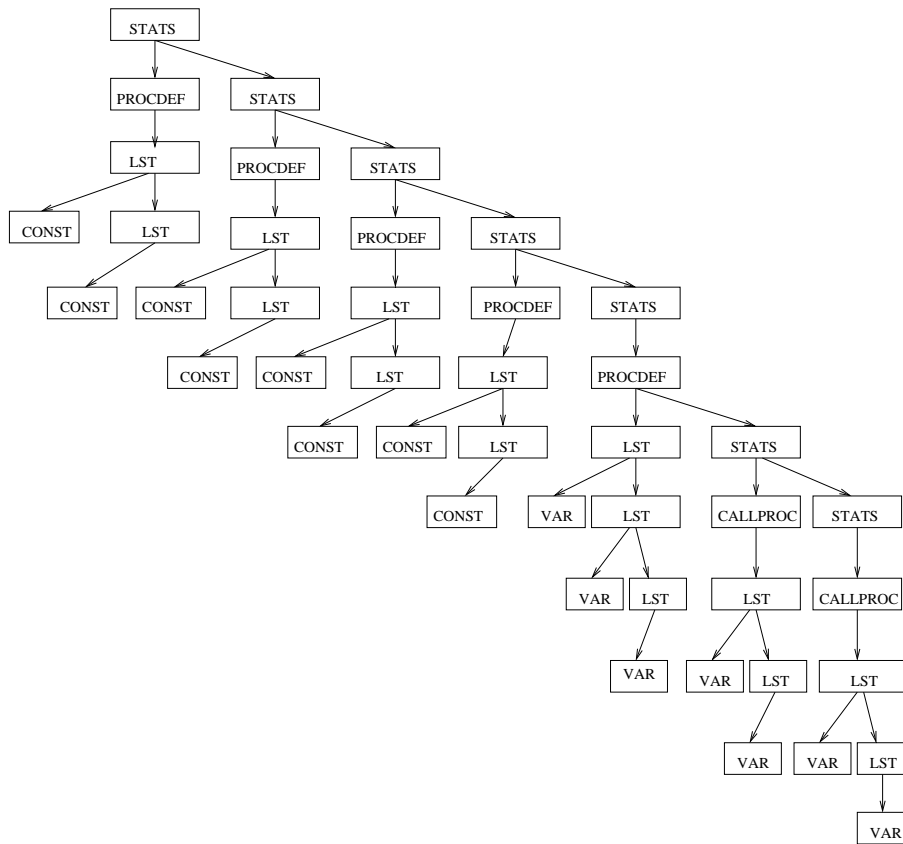 STATS
PROCDEF STATS
LST PROCDEF STATS
CONST LST LST PROCDEF STATS
CONST CONST LST LST PROCDEF STATS
CONST CONST LST LST PROCDEF
CONST CONST LST LST STATS
CONST VAR LST CALLPROC STATS
VAR LST LST CALLPROC
VAR VAR LST LST
VAR VAR LST
VAR